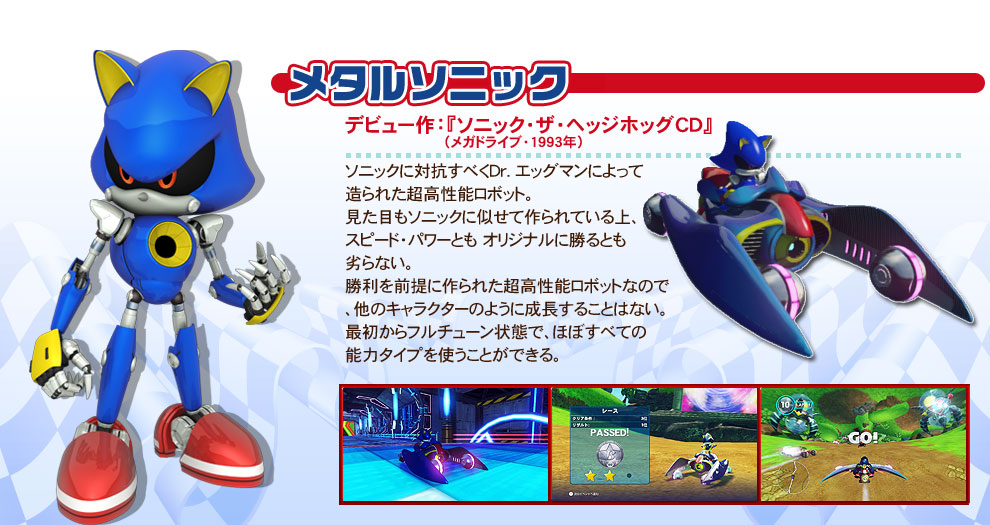 メタルソニック
デビュー作：『ソニック・ザ・ヘッジホッグCD』
（メガドライブ・1993年）
ソニックに対抗すべくDr. エッグマンによって
造られた超高性能ロボット。
見た目もソニックに似せて作られている上、
スピード・パワーとも オリジナルに勝るとも
劣らない。
勝利を前提に作られた超高性能ロボットなので
、他のキャラクターのように成長することはない。
最初からフルチューン状態で、ほぼすべての
能力タイプを使うことができる。
レース
PASSED!
10
GO!